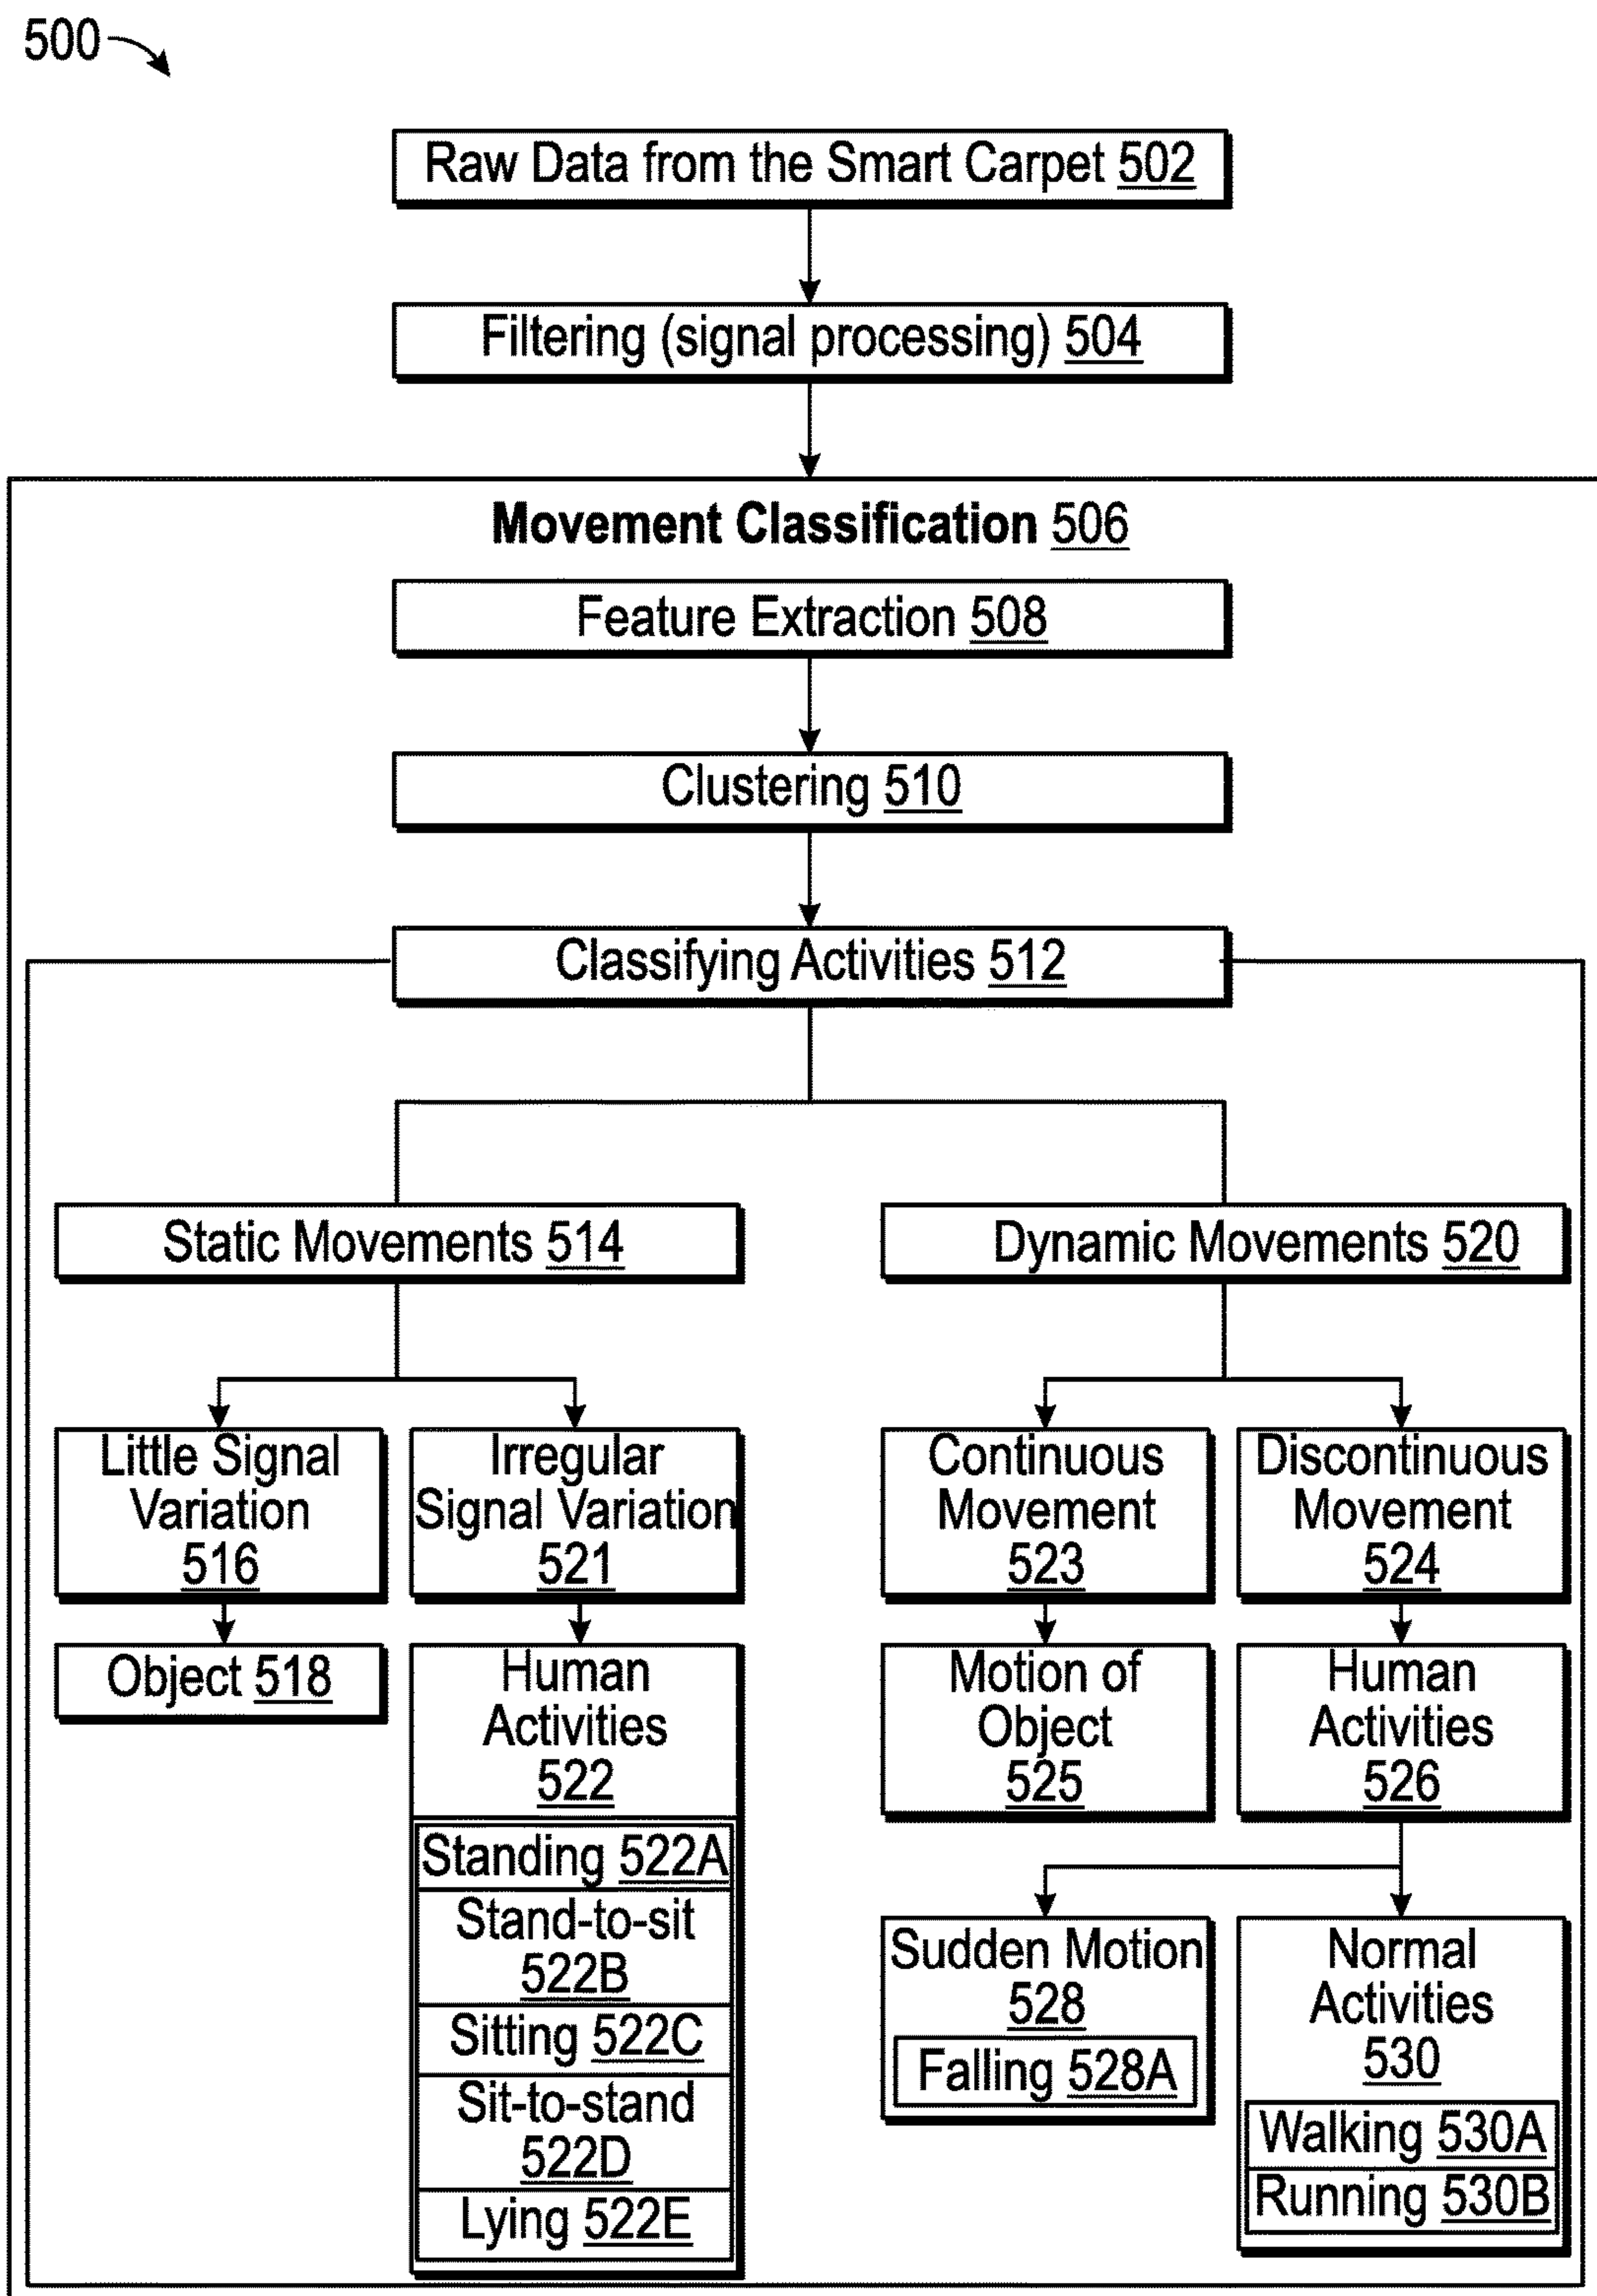 500
Raw Data from the Smart Carpet 502
Filtering (signal processing) 504
Movement Classification 506
Feature Extraction 508
Clustering 510
Classifying Activities 512
Static Movements 514
Dynamic Movements 520
Little Signal
Variation
516
Irregular
Signal Variation
521
Continuous
Movement
523
Discontinuous
Movement
524
Object 518
Human
Activities
522
Standing 522A
Stand-to-sit
522B
Sitting 522C
Sit-to-stand
522D
Lying 522E
Motion of
Object
525
Human
Activities
526
Sudden Motion
528
Falling 528A
Normal
Activities
530
Walking 530A
Running 530B